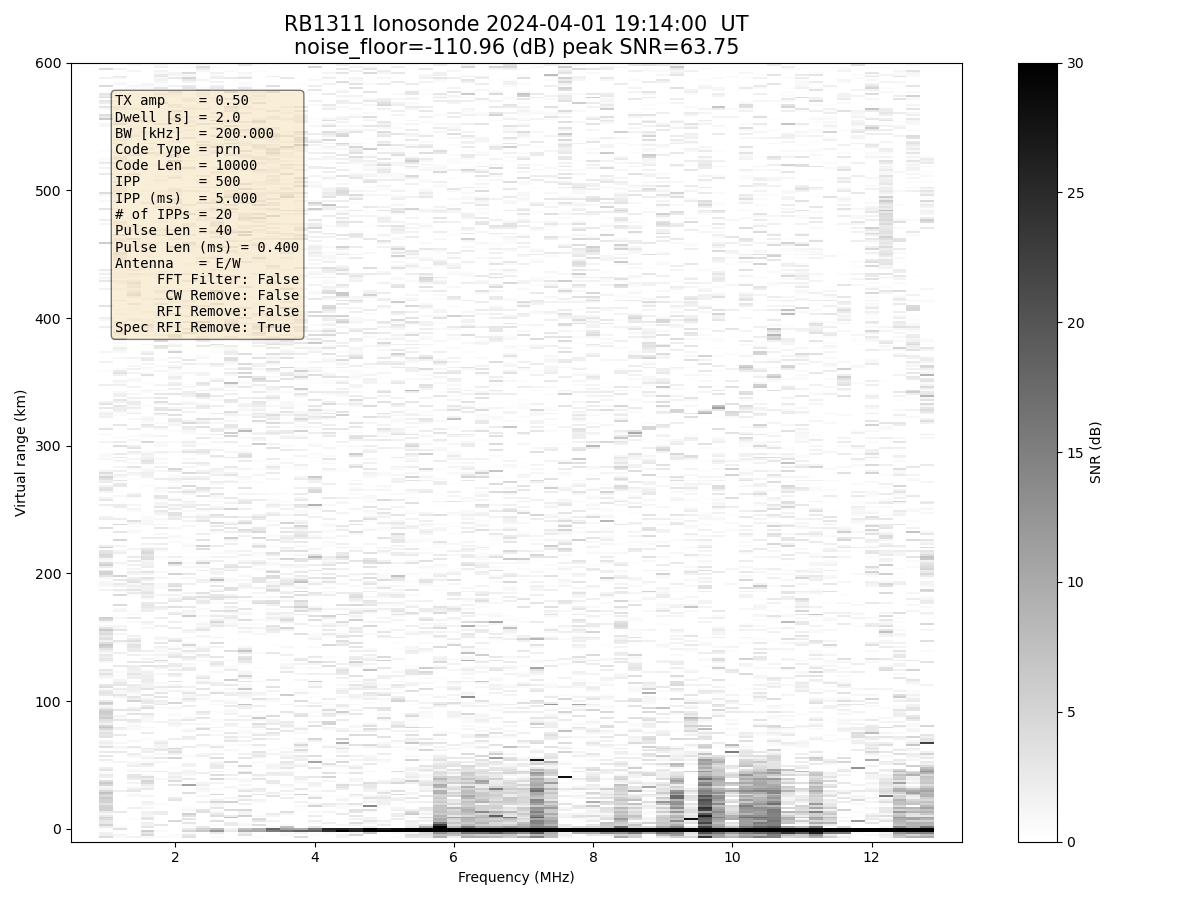 RB1311 Ionosonde 2024-04-01 19:14:00  UT
noise_floor=-110.96 (dB) peak SNR=63.75
TX amp    = 0.50
Dwell [s] = 2.0
BW [kHz]  = 200.000
Code Type = prn
Code Len  = 10000
IPP       = 500
IPP (ms)  = 5.000
# of IPPs = 20
Pulse Len = 40
Pulse Len (ms) = 0.400
Antenna   = E/W
FFT Filter: False
CW Remove: False
RFI Remove: False
Spec RFI Remove: True
600
500
400
300
200
100
0
Virtual range (km)
2 4 6 8 10 12
Frequency (MHz)
30
25
20
15
10
5
0
SNR (dB)